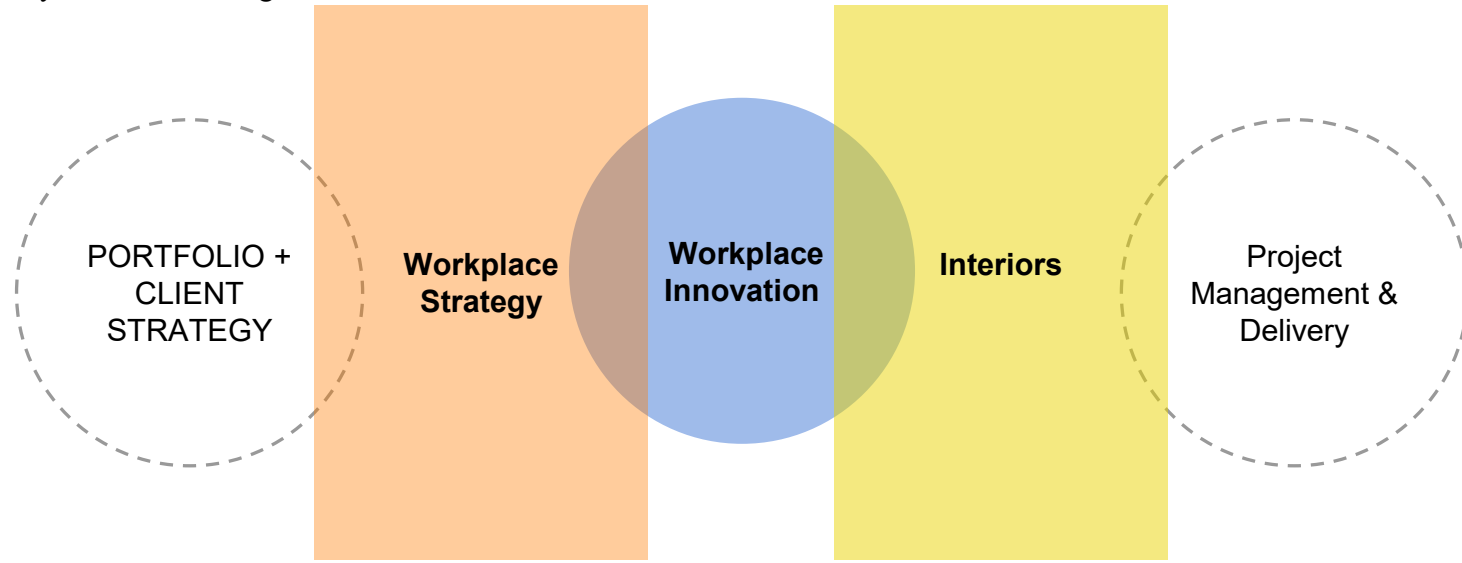 PORTFOLIO +
CLIENT
STRATEGY
Workplace
Strategy
Workplace
Innovation
Interiors
Project
Management &
Delivery